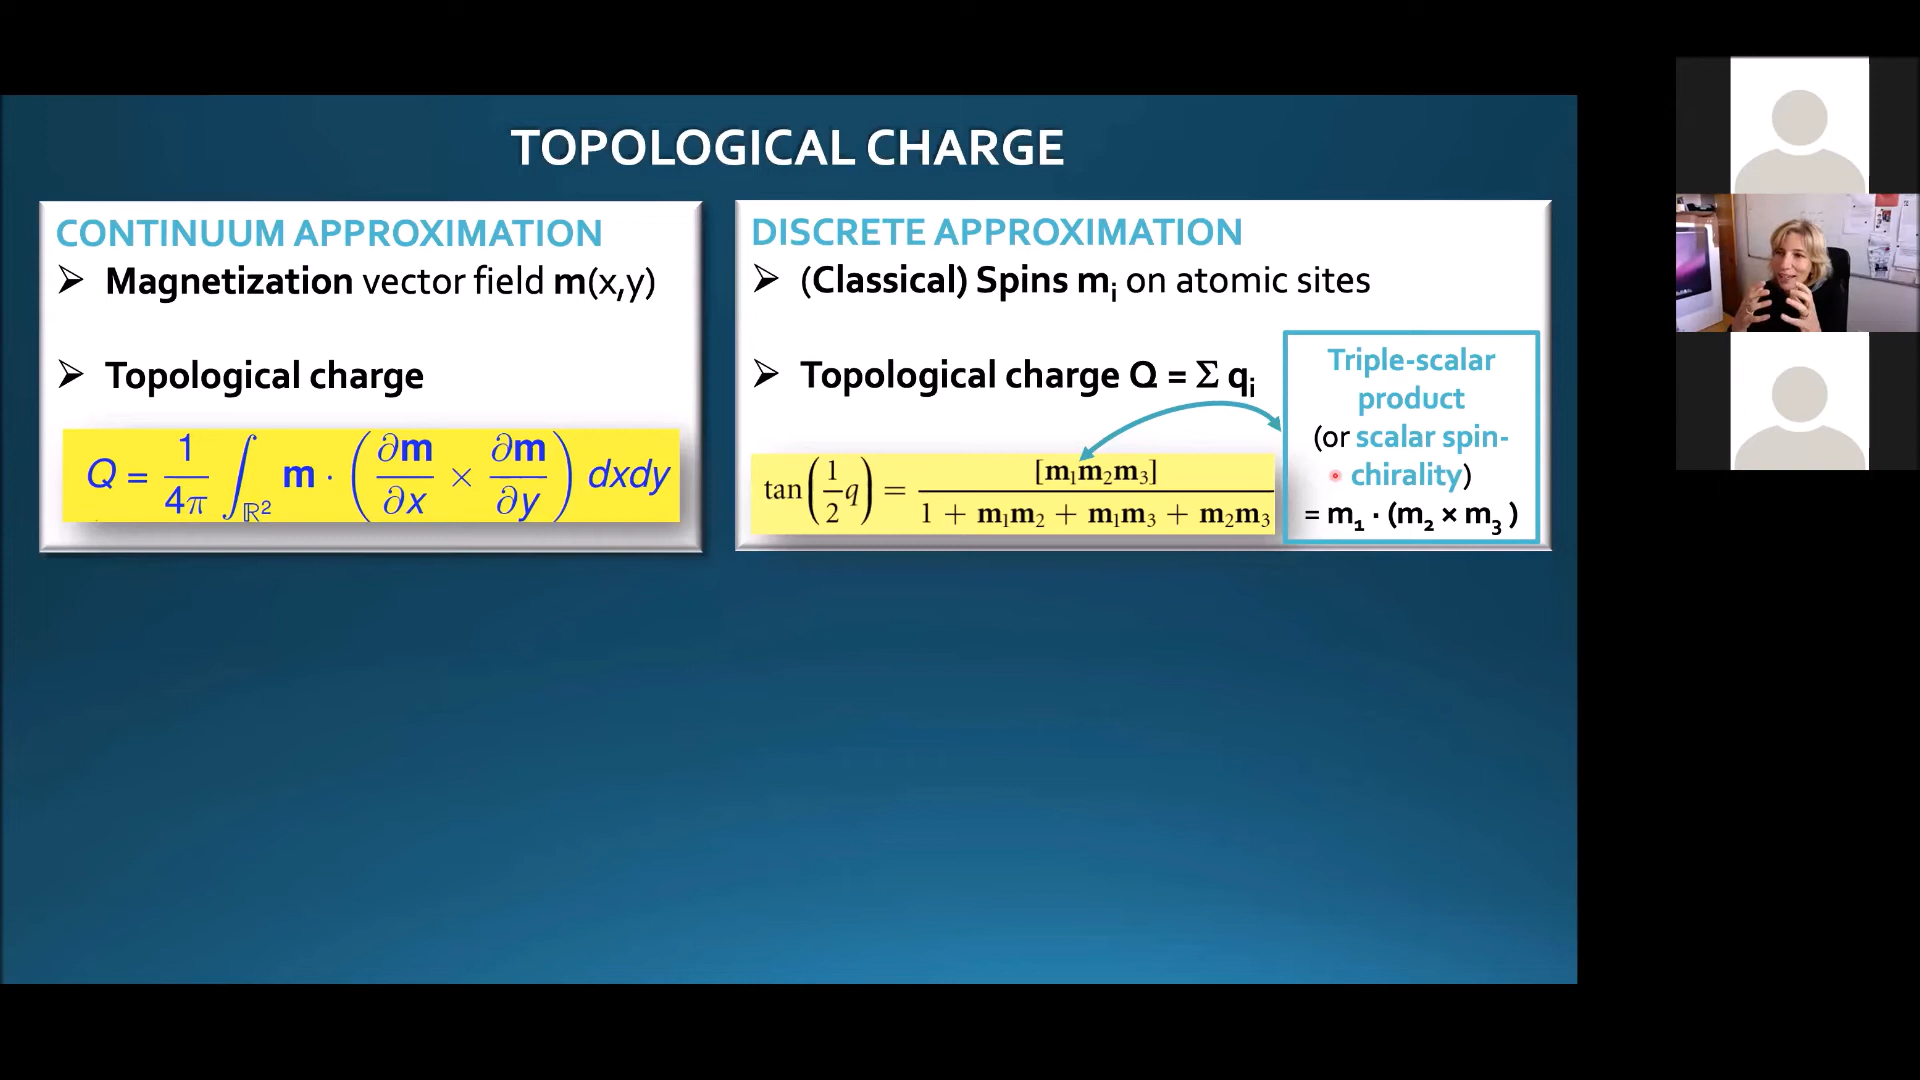 TOPOLOGICAL CHARGE
CONTINUUM APPROXIMATION
➢ Magnetization vector field m(x,y)
➢ Topological charge
Q = 1/4π ∫_ℝ² m · (∂m/∂x × ∂m/∂y) dxdy
DISCRETE APPROXIMATION
➢ (Classical) Spins mᵢ on atomic sites
➢ Topological charge Q = Σ qᵢ
tan(1/2 q) = [m₁m₂m₃] / 1 + m₁m₂ + m₁m₃ + m₂m₃
Triple-scalar
product
(or scalar spin-
chirality)
= m₁ · (m₂ × m₃ )